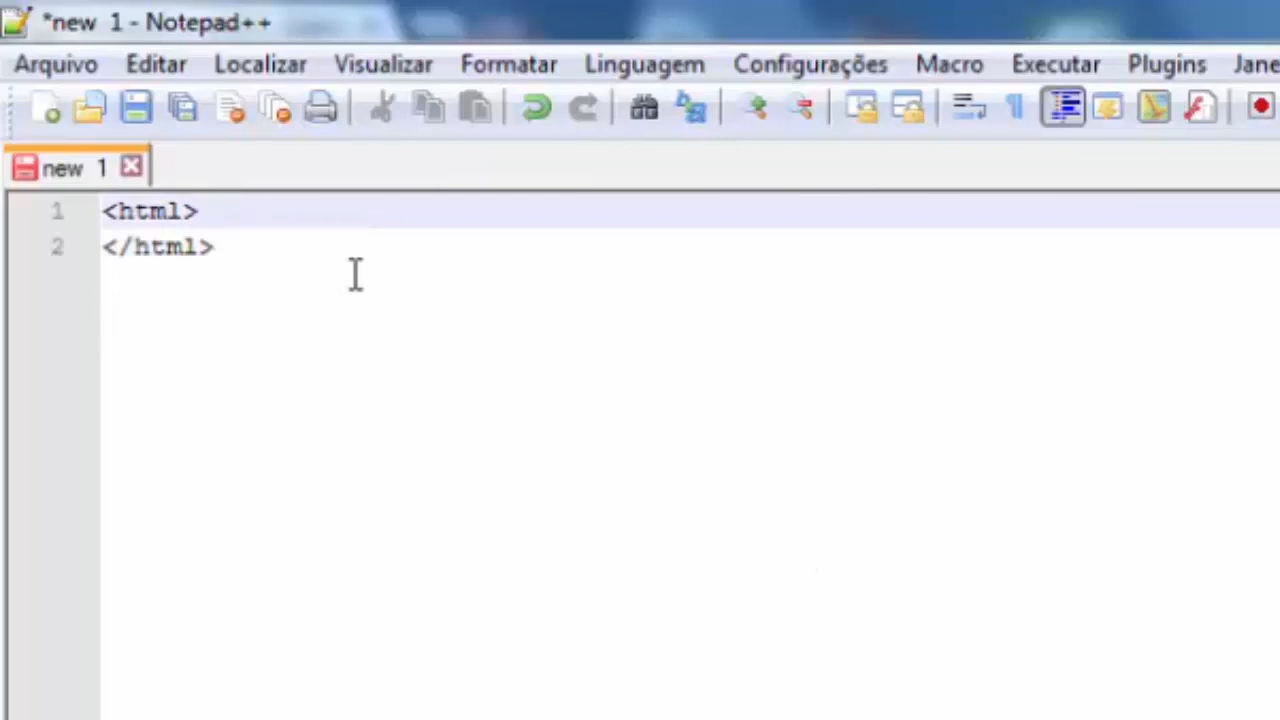 *new 1 - Notepad++
Arquivo Editar Localizar Visualizar Formatar Linguagem Configurações Macro Executar Plugins Jane
new 1
1 <html>
2 </html>